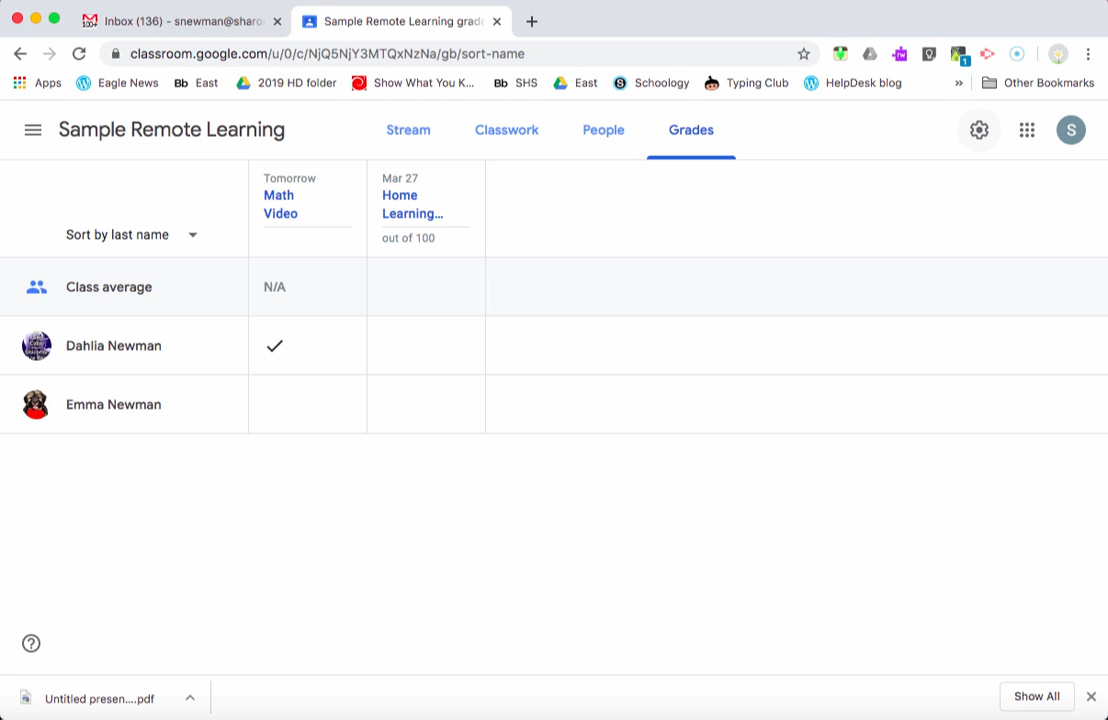 Inbox (136) - snewman@sharo
Sample Remote Learning grade
classroom.google.com/u/0/c/NjQ5NjY3MTQxNzNa/gb/sort-name
1
Apps Eagle News Bb East 2019 HD folder Show What You K... Bb SHS East S Schoology Typing Club HelpDesk blog » Other Bookmarks
Sample Remote Learning Stream Classwork People Grades S
Tomorrow
Math
Video
Mar 27
Home
Learning...
out of 100
Sort by last name
Class average N/A
Dahlia Newman
Emma Newman
Untitled presen....pdf Show All